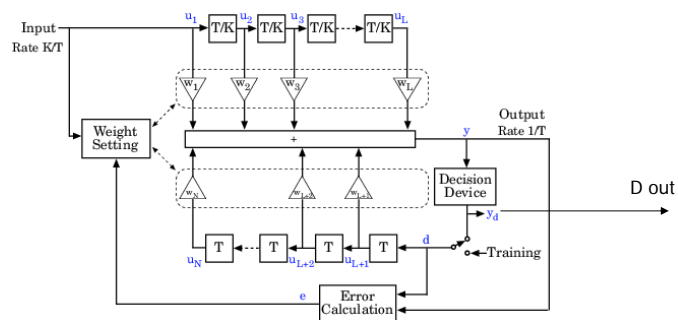 Input
Rate K/T
u1
T/K
u2
T/K
u3
T/K
T/K
uL
w1
w2
w3
wL
Weight
Setting
+
y
Output
Rate 1/T
Decision
Device
D out
yd
wN
wL+2
wL+1
T
T
T
T
d
Training
uN
uL+2
uL+1
e
Error
Calculation